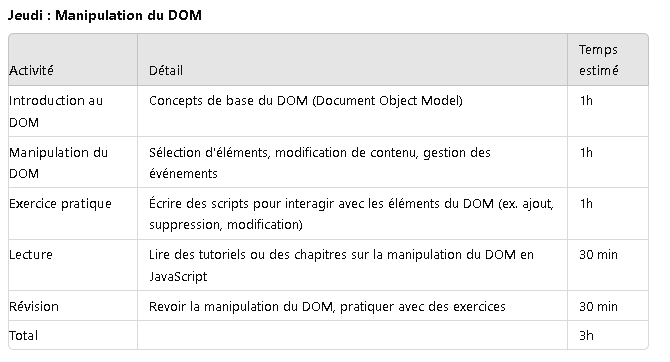 Jeudi : Manipulation du DOM
Temps
Activité Détail estimé
Introduction au Concepts de base du DOM (Document Object Model) 1h
DOM
Manipulation du Sélection d'éléments, modification de contenu, gestion des 1h
DOM événements
Exercice pratique Écrire des scripts pour interagir avec les éléments du DOM (ex. ajout, 1h
suppression, modification)
Lecture Lire des tutoriels ou des chapitres sur la manipulation du DOM en 30 min
JavaScript
Révision Revoir la manipulation du DOM, pratiquer avec des exercices 30 min
Total 3h